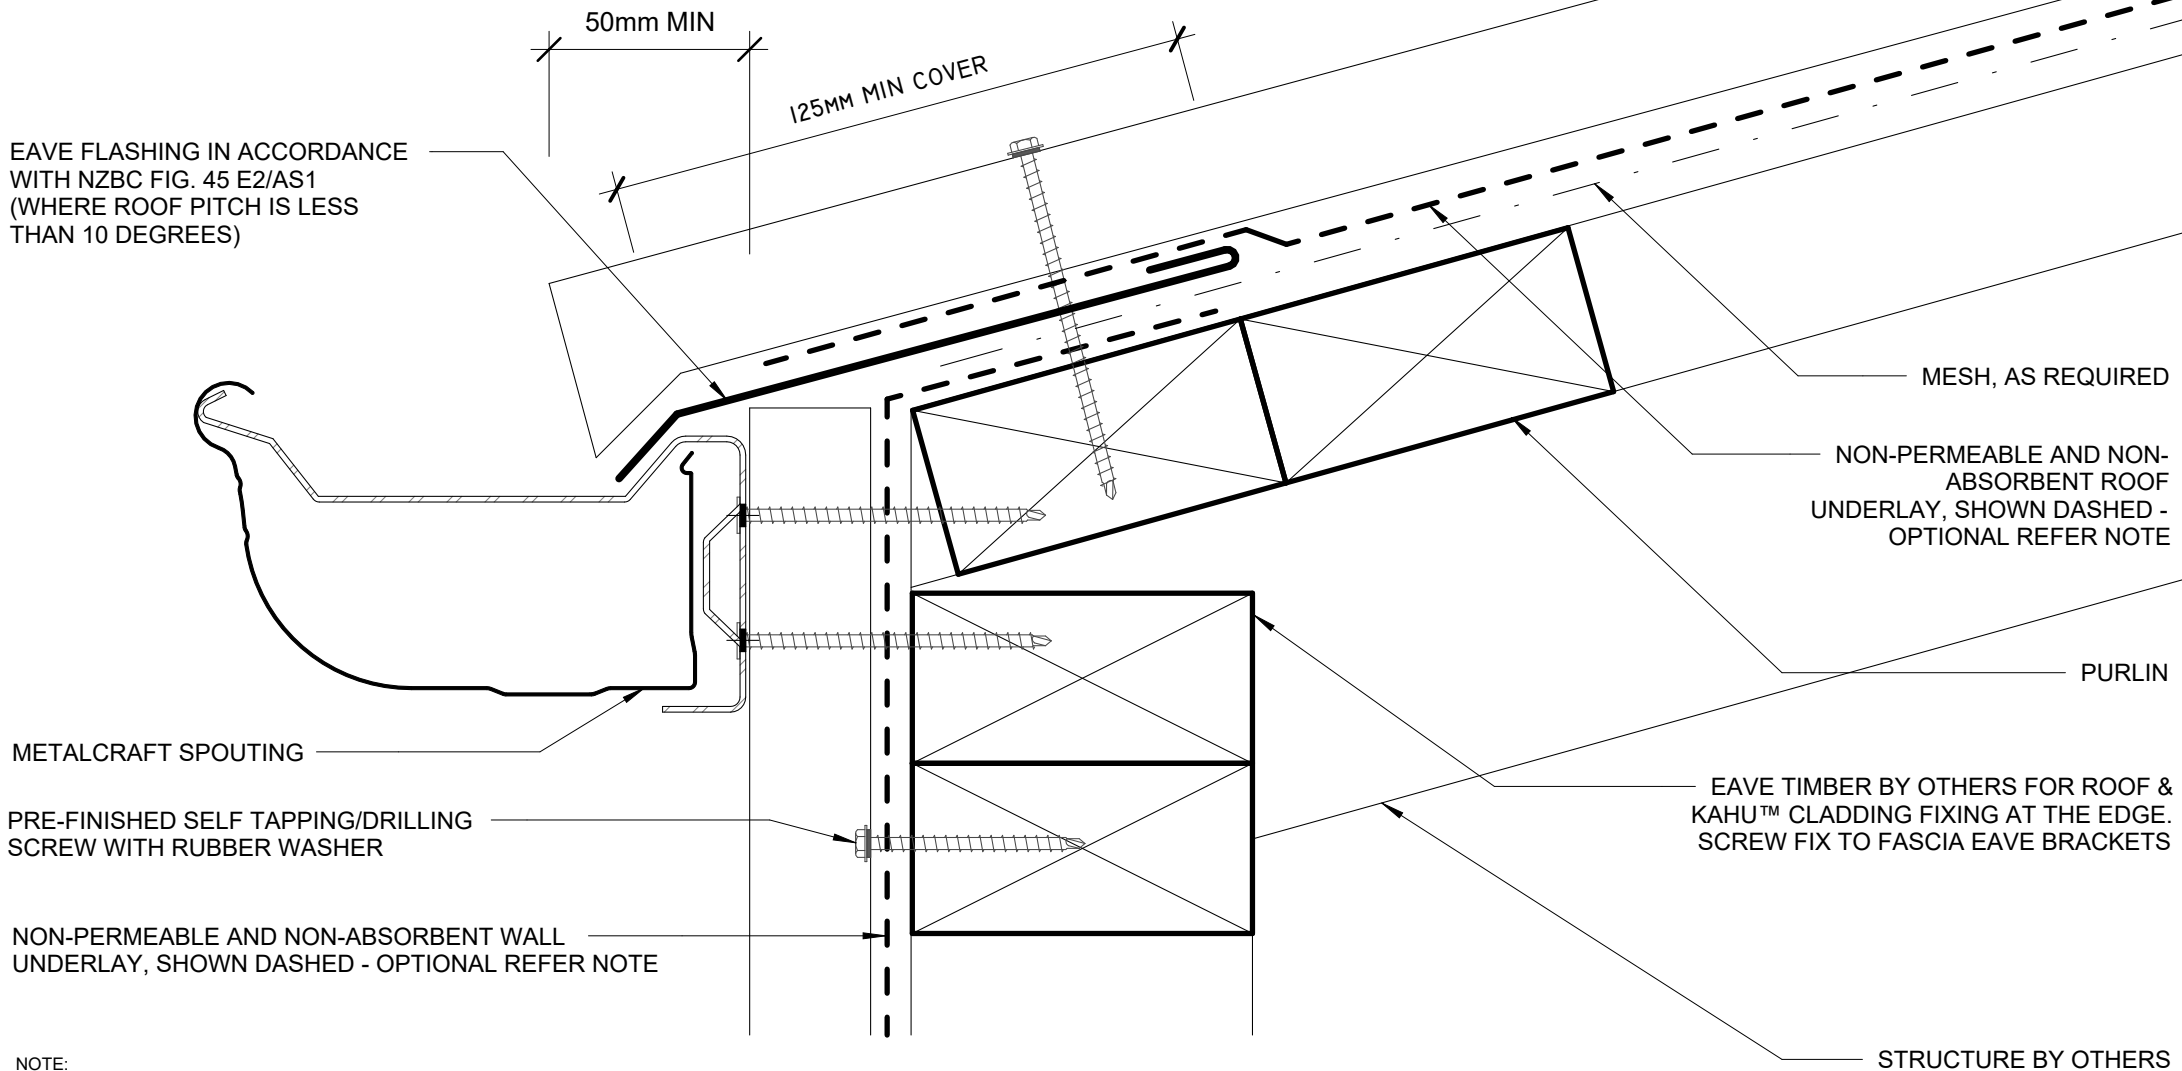 50mm MIN
125MM MIN COVER
EAVE FLASHING IN ACCORDANCE
WITH NZBC FIG. 45 E2/AS1
(WHERE ROOF PITCH IS LESS
THAN 10 DEGREES)
MESH, AS REQUIRED
NON-PERMEABLE AND NON-
ABSORBENT ROOF
UNDERLAY, SHOWN DASHED -
OPTIONAL REFER NOTE
PURLIN
METALCRAFT SPOUTING
EAVE TIMBER BY OTHERS FOR ROOF &
KAHU™ CLADDING FIXING AT THE EDGE.
SCREW FIX TO FASCIA EAVE BRACKETS
PRE-FINISHED SELF TAPPING/DRILLING
SCREW WITH RUBBER WASHER
NON-PERMEABLE AND NON-ABSORBENT WALL
UNDERLAY, SHOWN DASHED - OPTIONAL REFER NOTE
STRUCTURE BY OTHERS
NOTE: